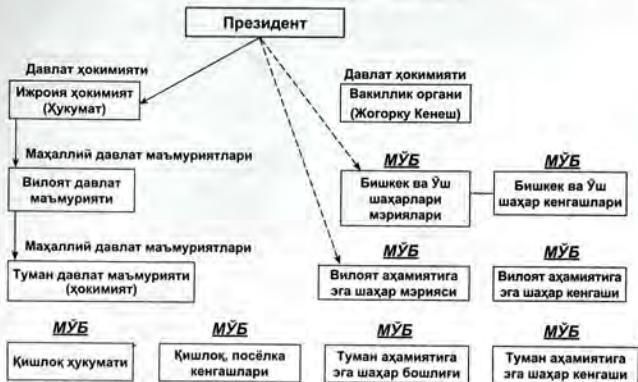 Президент
Давлат ҳокимияти
Ижроия ҳокимият
(Ҳукумат)
Давлат ҳокимияти
Вакиллик органи
(Жогорку Кенеш)
Маҳаллий давлат маъмуриятлари
Вилоят давлат
маъмурияти
МЎБ
Бишкек ва Ўш
шаҳарлари
мэриялари
МЎБ
Бишкек ва Ўш
шаҳар кенгашлари
Маҳаллий давлат маъмуриятлари
Туман давлат маъмурияти
(ҳокимият)
МЎБ
Вилоят аҳамиятига
эга шаҳар мэрияси
МЎБ
Вилоят аҳамиятига
эга шаҳар кенгаши
МЎБ
Қишлоқ ҳукумати
МЎБ
Қишлоқ, посёлка
кенгашлари
МЎБ
Туман аҳамиятига
эга шаҳар бошлиғи
МЎБ
Туман аҳамиятига
эга шаҳар кенгаши